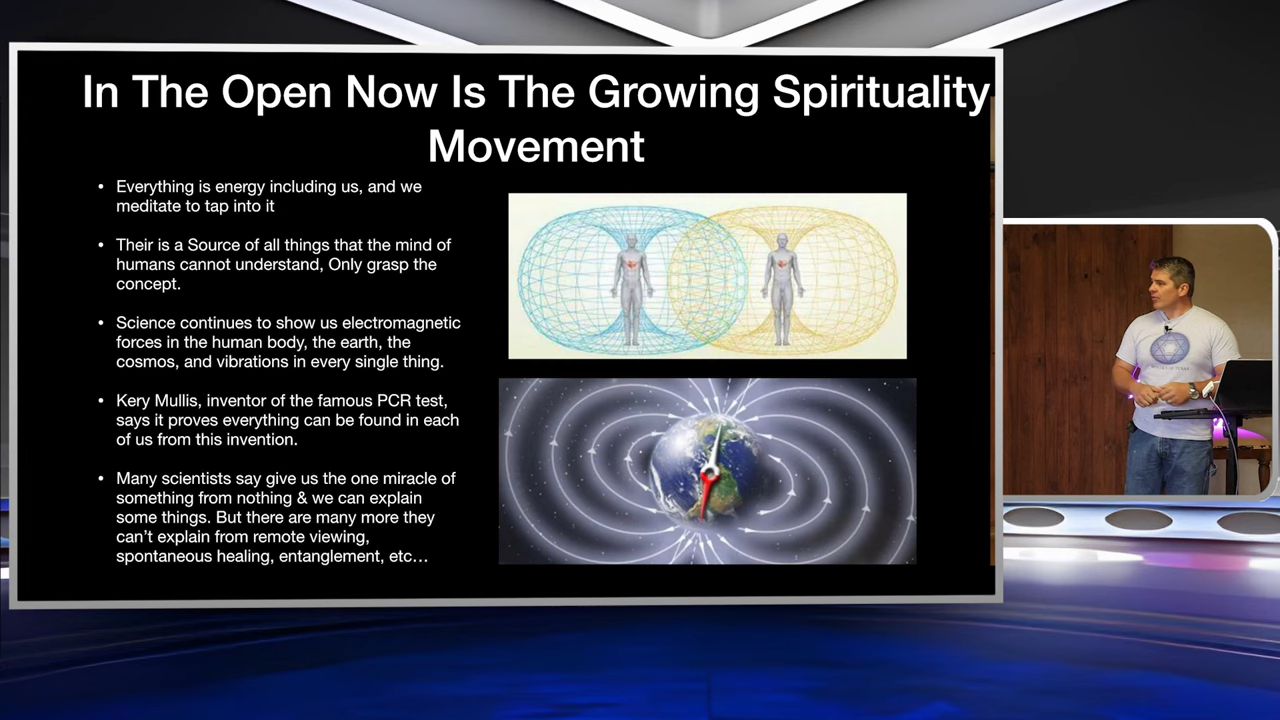 In The Open Now Is The Growing Spirituality
Movement
• Everything is energy including us, and we
meditate to tap into it
• Their is a Source of all things that the mind of
humans cannot understand, Only grasp the
concept.
• Science continues to show us electromagnetic
forces in the human body, the earth, the
cosmos, and vibrations in every single thing.
• Kery Mullis, inventor of the famous PCR test,
says it proves everything can be found in each
of us from this invention.
• Many scientists say give us the one miracle of
something from nothing & we can explain
some things. But there are many more they
can't explain from remote viewing,
spontaneous healing, entanglement, etc…